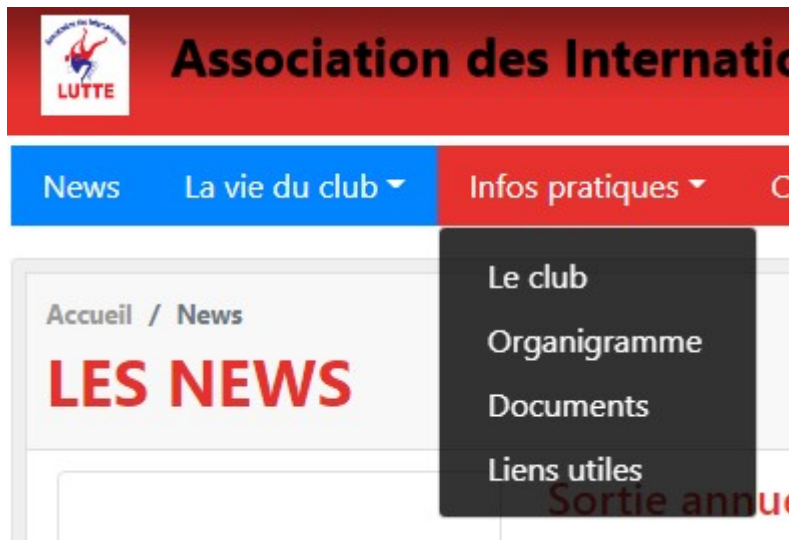 LUTTE
Association des Internatio
News La vie du club Infos pratiques
Le club
Accueil / News
Organigramme
LES NEWS
Documents
Liens utiles
Sortie annue